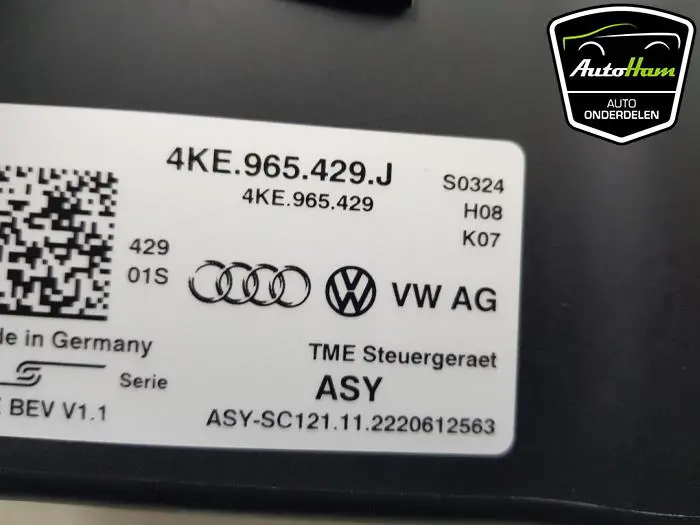 AutoHam
AUTO
ONDERDELEN
4KE.965.429.J
4KE.965.429
S0324
H08
K07
429
01S
VW AG
in Germany
TME Steuergeraet
Serie
ASY
BEV V1.1
ASY-SC121.11.2220612563